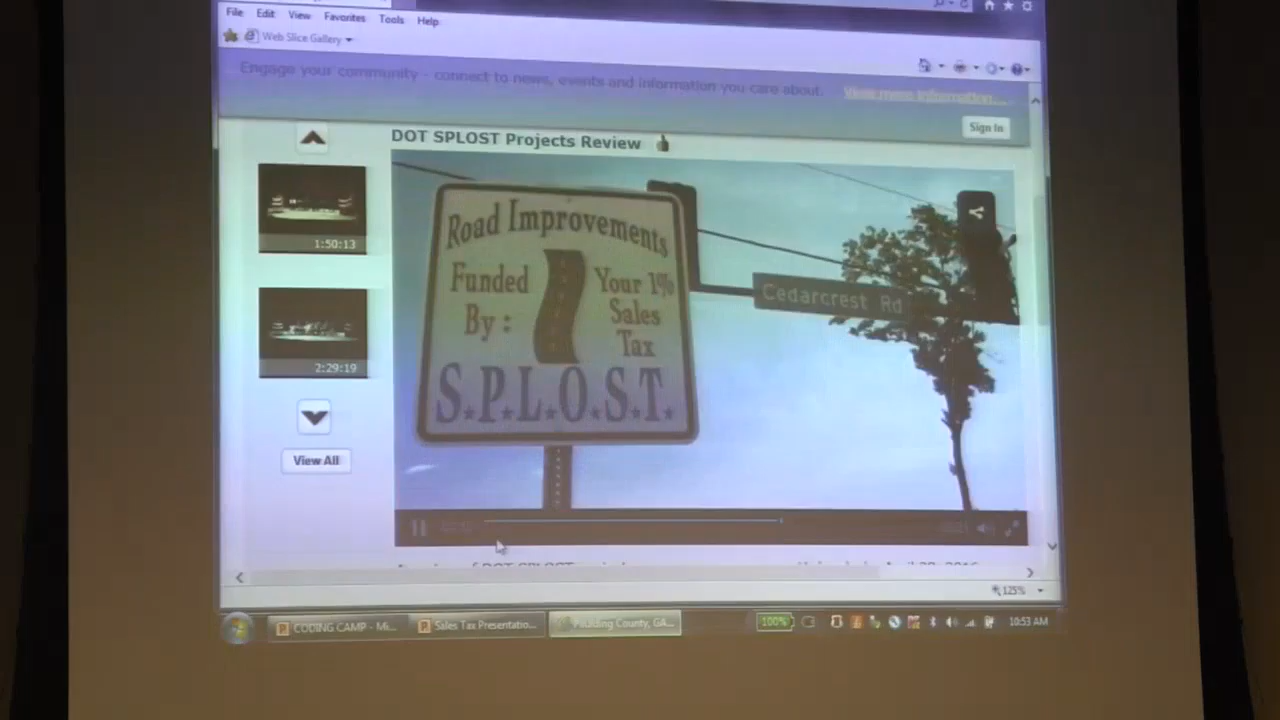 File Edit View Favorites Tools Help
Web Slice Gallery
Engage your community - connect to news, events and information you care about. View more information...
Sign In
DOT SPLOST Projects Review
1:50:13
2:29:19
View All
Road Improvements
Funded By:
Your 1% Sales Tax
S.P.L.O.S.T.
Cedarcrest Rd
125%
CODING CAMP - Mi...
Sales Tax Presentatio...
Paulding County, GA...
100%
10:53 AM